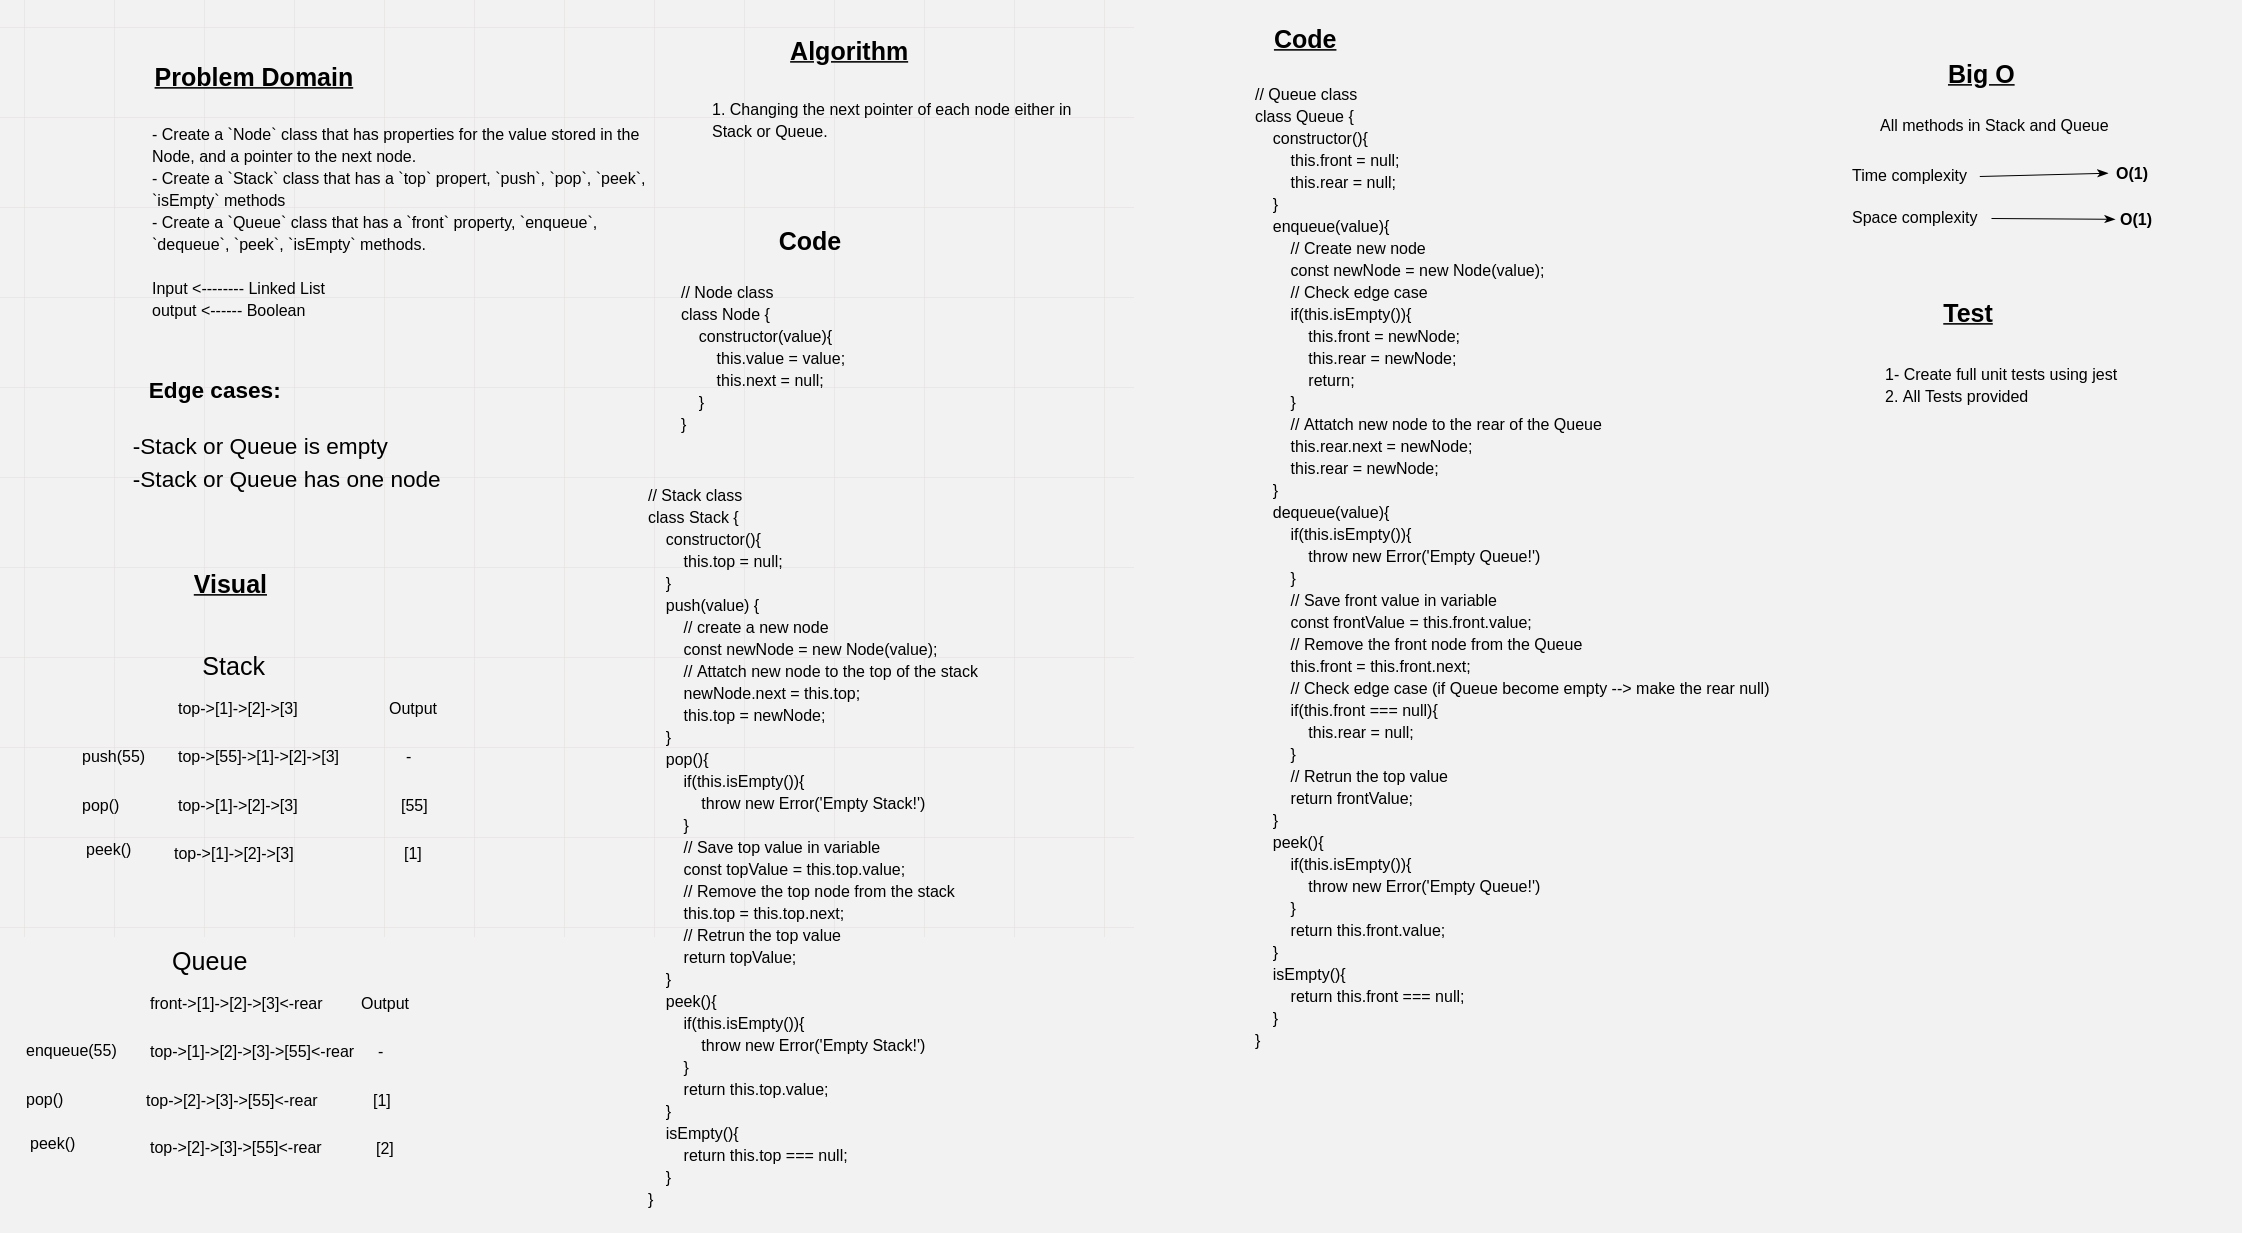 Problem Domain
- Create a `Node` class that has properties for the value stored in the
Node, and a pointer to the next node.
- Create a `Stack` class that has a `top` propert, `push`, `pop`, `peek`,
`isEmpty` methods
- Create a `Queue` class that has a `front` property, `enqueue`,
`dequeue`, `peek`, `isEmpty` methods.
Input <-------- Linked List
output <------ Boolean
Edge cases:
-Stack or Queue is empty
-Stack or Queue has one node
Visual
Stack
top->[1]->[2]->[3] Output
push(55) top->[55]->[1]->[2]->[3] -
pop() top->[1]->[2]->[3] [55]
peek() top->[1]->[2]->[3] [1]
Queue
front->[1]->[2]->[3]<-rear Output
enqueue(55) top->[1]->[2]->[3]->[55]<-rear -
pop() top->[2]->[3]->[55]<-rear [1]
peek() top->[2]->[3]->[55]<-rear [2]
Algorithm
1. Changing the next pointer of each node either in
Stack or Queue.
Code
// Node class
class Node {
constructor(value){
this.value = value;
this.next = null;
}
}
// Stack class
class Stack {
constructor(){
this.top = null;
}
push(value) {
// create a new node
const newNode = new Node(value);
// Attatch new node to the top of the stack
newNode.next = this.top;
this.top = newNode;
}
pop(){
if(this.isEmpty()){
throw new Error('Empty Stack!')
}
// Save top value in variable
const topValue = this.top.value;
// Remove the top node from the stack
this.top = this.top.next;
// Retrun the top value
return topValue;
}
peek(){
if(this.isEmpty()){
throw new Error('Empty Stack!')
}
return this.top.value;
}
isEmpty(){
return this.top === null;
}
}
Code
// Queue class
class Queue {
constructor(){
this.front = null;
this.rear = null;
}
enqueue(value){
// Create new node
const newNode = new Node(value);
// Check edge case
if(this.isEmpty()){
this.front = newNode;
this.rear = newNode;
return;
}
// Attatch new node to the rear of the Queue
this.rear.next = newNode;
this.rear = newNode;
}
dequeue(value){
if(this.isEmpty()){
throw new Error('Empty Queue!')
}
// Save front value in variable
const frontValue = this.front.value;
// Remove the front node from the Queue
this.front = this.front.next;
// Check edge case (if Queue become empty --> make the rear null)
if(this.front === null){
this.rear = null;
}
// Retrun the top value
return frontValue;
}
peek(){
if(this.isEmpty()){
throw new Error('Empty Queue!')
}
return this.front.value;
}
isEmpty(){
return this.front === null;
}
}
Big O
All methods in Stack and Queue
Time complexity O(1)
Space complexity O(1)
Test
1- Create full unit tests using jest
2. All Tests provided